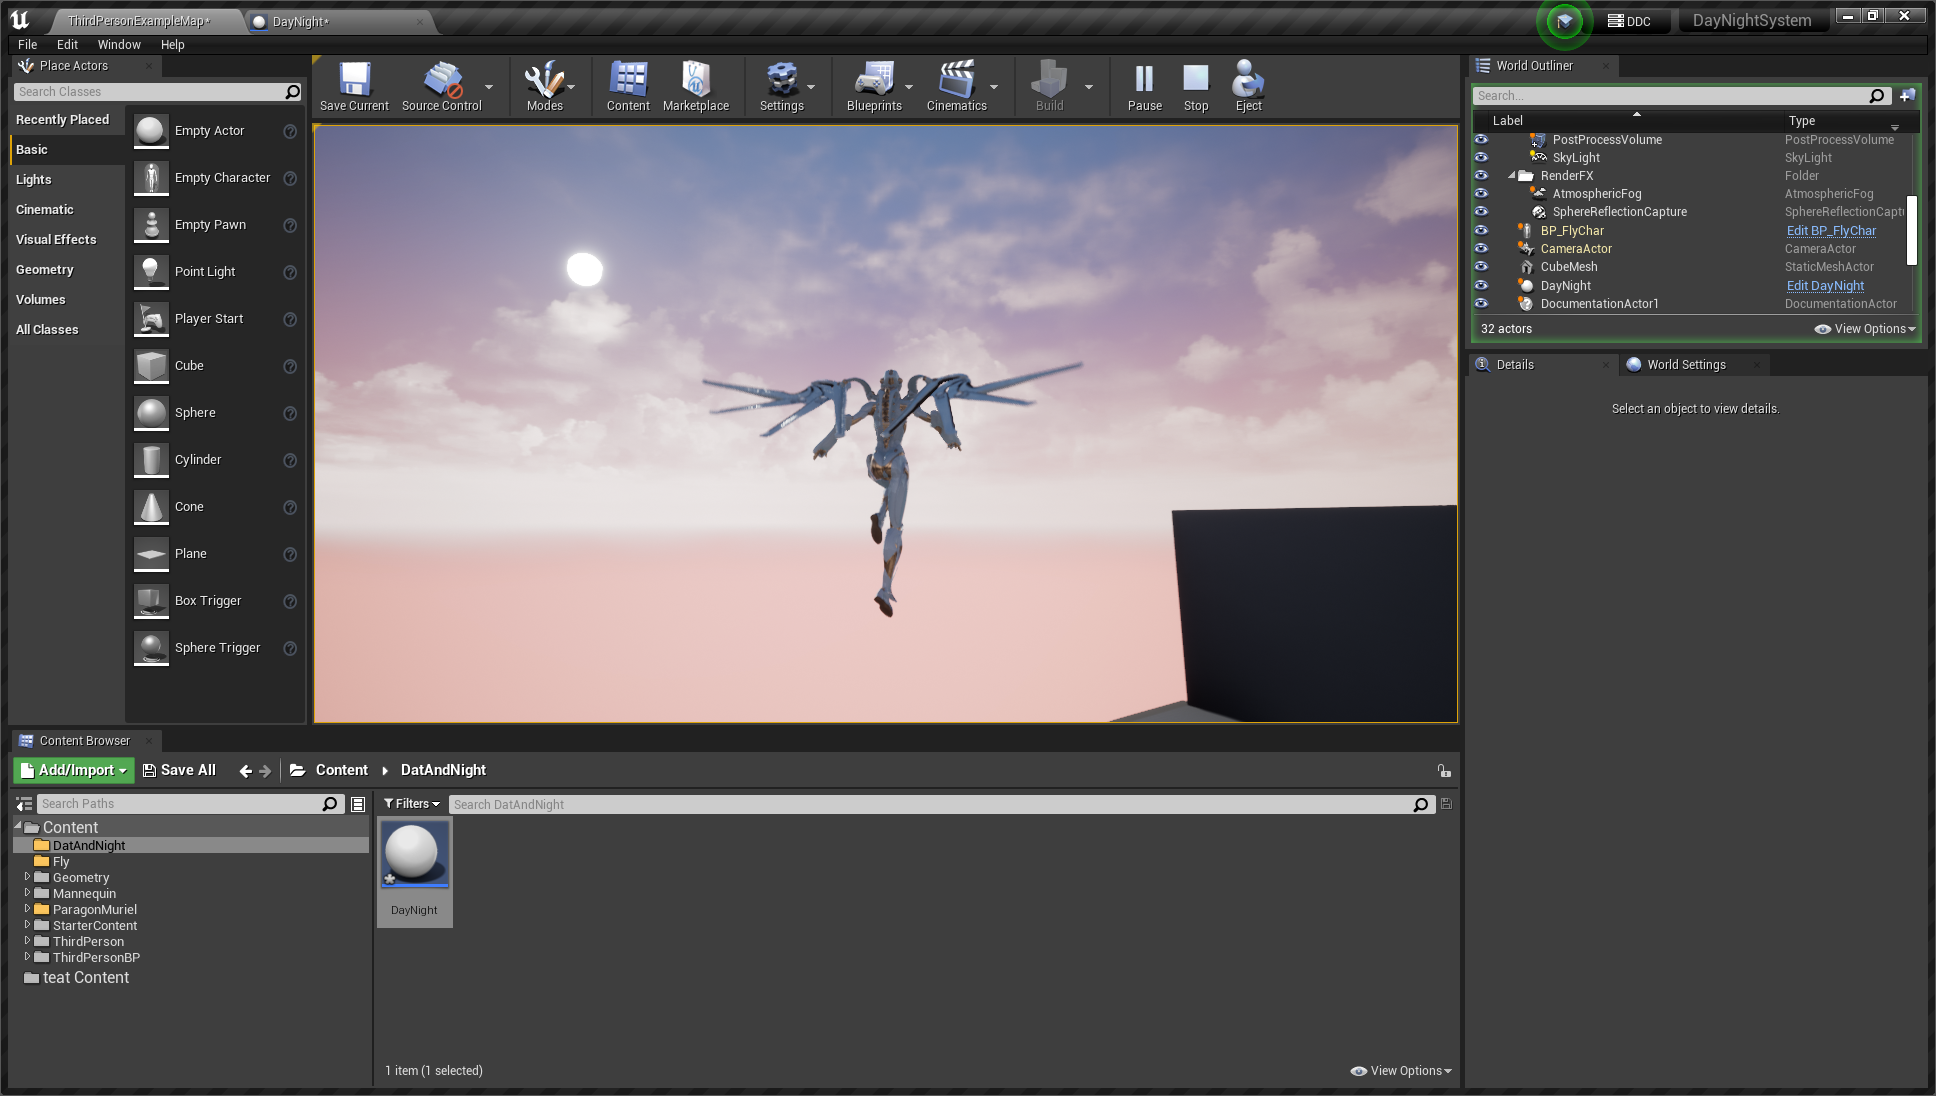 ThirdPersonExampleMap*
DayNight*
DDC
DayNightSystem
File Edit Window Help
Place Actors
Search Classes
Recently Placed
Basic
Lights
Cinematic
Visual Effects
Geometry
Volumes
All Classes
Empty Actor
Empty Character
Empty Pawn
Point Light
Player Start
Cube
Sphere
Cylinder
Cone
Plane
Box Trigger
Sphere Trigger
Save Current
Source Control
Modes
Content
Marketplace
Settings
Blueprints
Cinematics
Build
Pause
Stop
Eject
World Outliner
Search...
Label Type
PostProcessVolume PostProcessVolume
SkyLight SkyLight
RenderFX Folder
AtmosphericFog AtmosphericFog
SphereReflectionCapture SphereReflectionCapt
BP_FlyChar Edit BP_FlyChar
CameraActor CameraActor
CubeMesh StaticMeshActor
DayNight Edit DayNight
DocumentationActor1 DocumentationActor
32 actors View Options
Details
World Settings
Select an object to view details.
Content Browser
Add/Import Save All Content DatAndNight
Search Paths
Content
DatAndNight
Fly
Geometry
Mannequin
ParagonMuriel
StarterContent
ThirdPerson
ThirdPersonBP
teat Content
Filters
Search DatAndNight
DayNight
1 item (1 selected) View Options